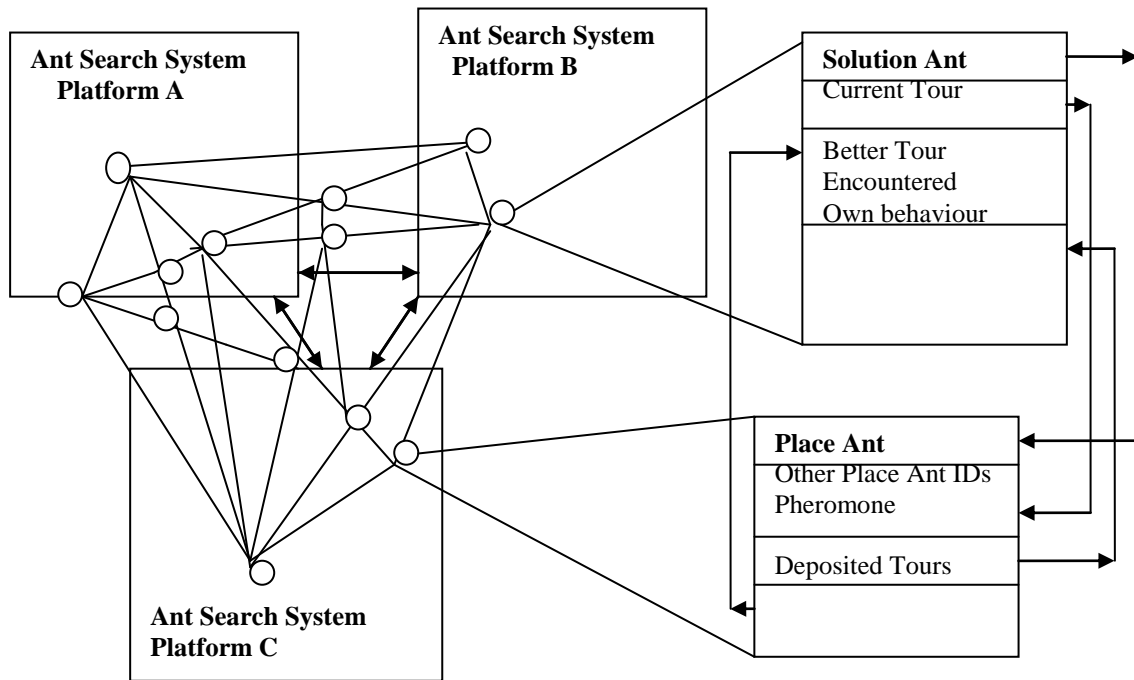 Ant Search System
Platform A
Ant Search System
Platform B
Solution Ant
Current Tour
Better Tour
Encountered
Own behaviour
Place Ant
Other Place Ant IDs
Pheromone
Deposited Tours
Ant Search System
Platform C